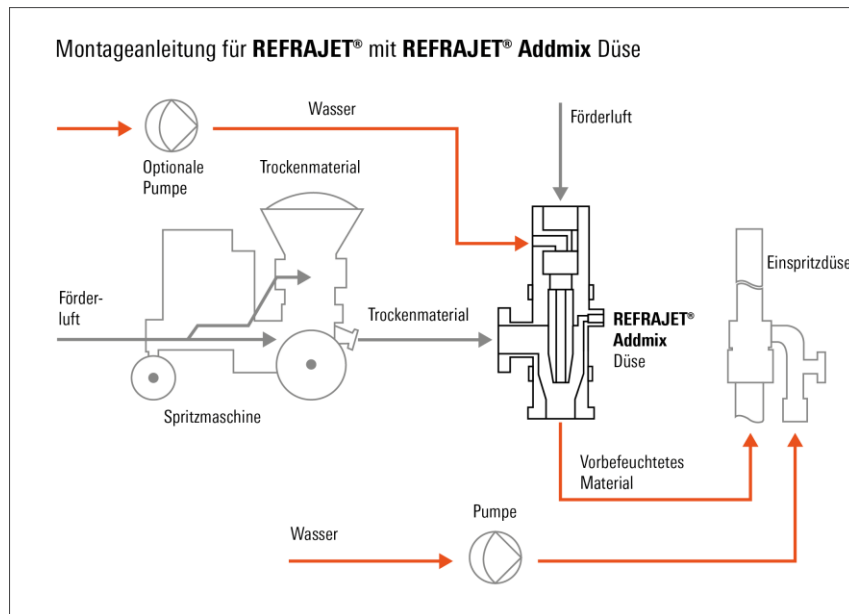 Montageanleitung für REFRAJET® mit REFRAJET® Addmix Düse
Wasser
Förderluft
Optionale
Pumpe
Trockenmaterial
Einspritzdüse
Förder-
luft
Trockenmaterial
REFRAJET®
Addmix
Düse
Spritzmaschine
Vorbefeuchtetes
Material
Pumpe
Wasser